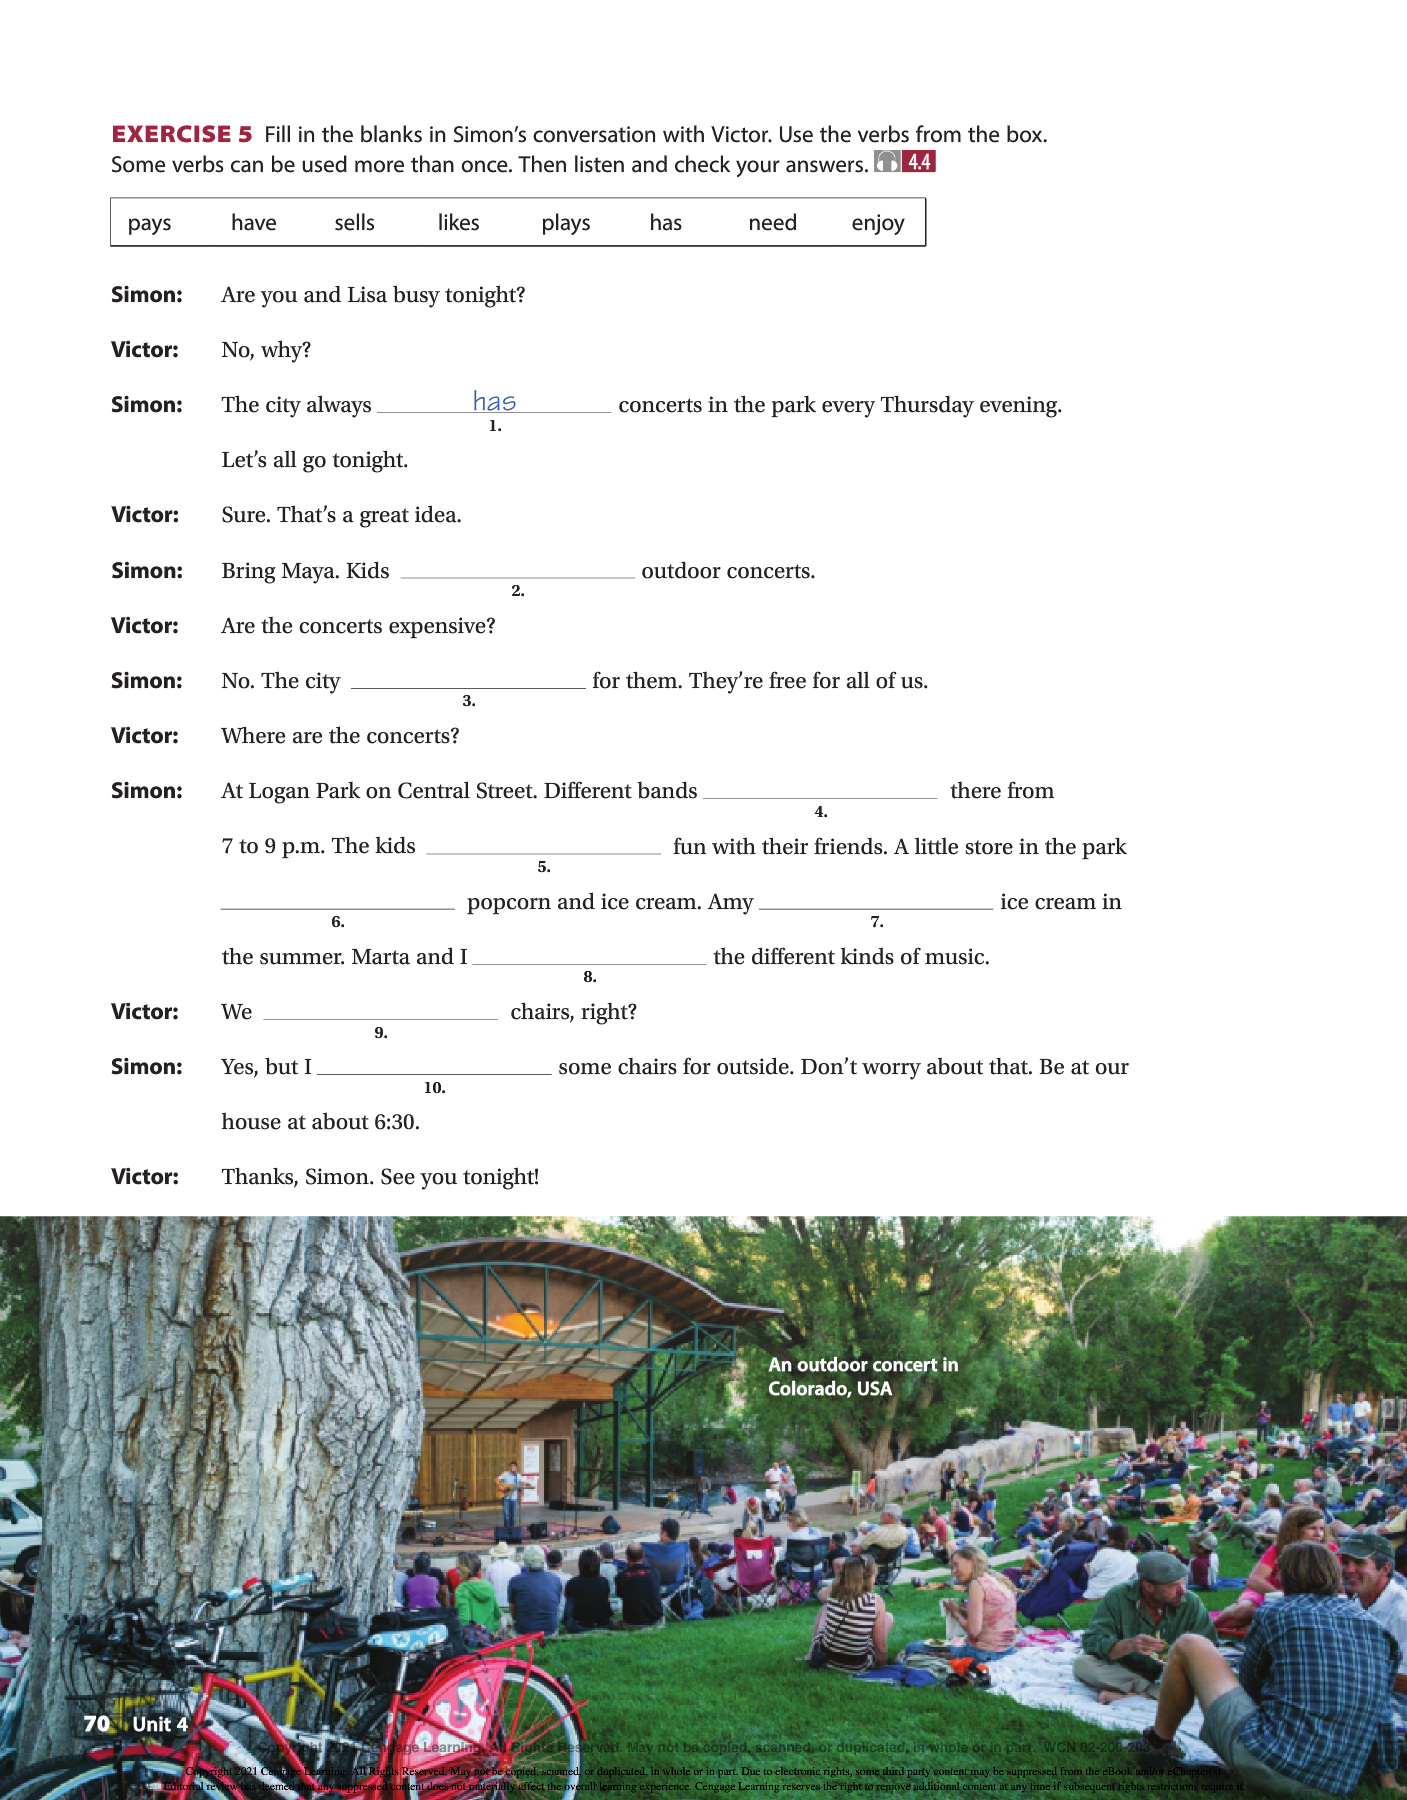 EXERCISE 5 Fill in the blanks in Simon's conversation with Victor. Use the verbs from the box.
Some verbs can be used more than once. Then listen and check your answers. 4.4
pays have sells likes plays has need enjoy
Simon: Are you and Lisa busy tonight?
Victor: No, why?
Simon: The city always has concerts in the park every Thursday evening.
1.
Let's all go tonight.
Victor: Sure. That's a great idea.
Simon: Bring Maya. Kids ____ outdoor concerts.
2.
Victor: Are the concerts expensive?
Simon: No. The city ____ for them. They're free for all of us.
3.
Victor: Where are the concerts?
Simon: At Logan Park on Central Street. Different bands ____ there from
4.
7 to 9 p.m. The kids ____ fun with their friends. A little store in the park
5.
____ popcorn and ice cream. Amy ____ ice cream in
6. 7.
the summer. Marta and I ____ the different kinds of music.
8.
Victor: We ____ chairs, right?
9.
Simon: Yes, but I ____ some chairs for outside. Don't worry about that. Be at our
10.
house at about 6:30.
Victor: Thanks, Simon. See you tonight!
An outdoor concert in
Colorado, USA
70 Unit 4
Copyright 2021 Cengage Learning. All Rights Reserved. May not be copied, scanned, or duplicated, in whole or in part. WCN 02-200-203
Copyright 2021 Cengage Learning. All Rights Reserved. May not be copied, scanned, or duplicated, in whole or in part. Due to electronic rights, some third party content may be suppressed from the eBook and/or eChapter(s).
Editorial review has deemed that any suppressed content does not materially affect the overall learning experience. Cengage Learning reserves the right to remove additional content at any time if subsequent rights restrictions require it.